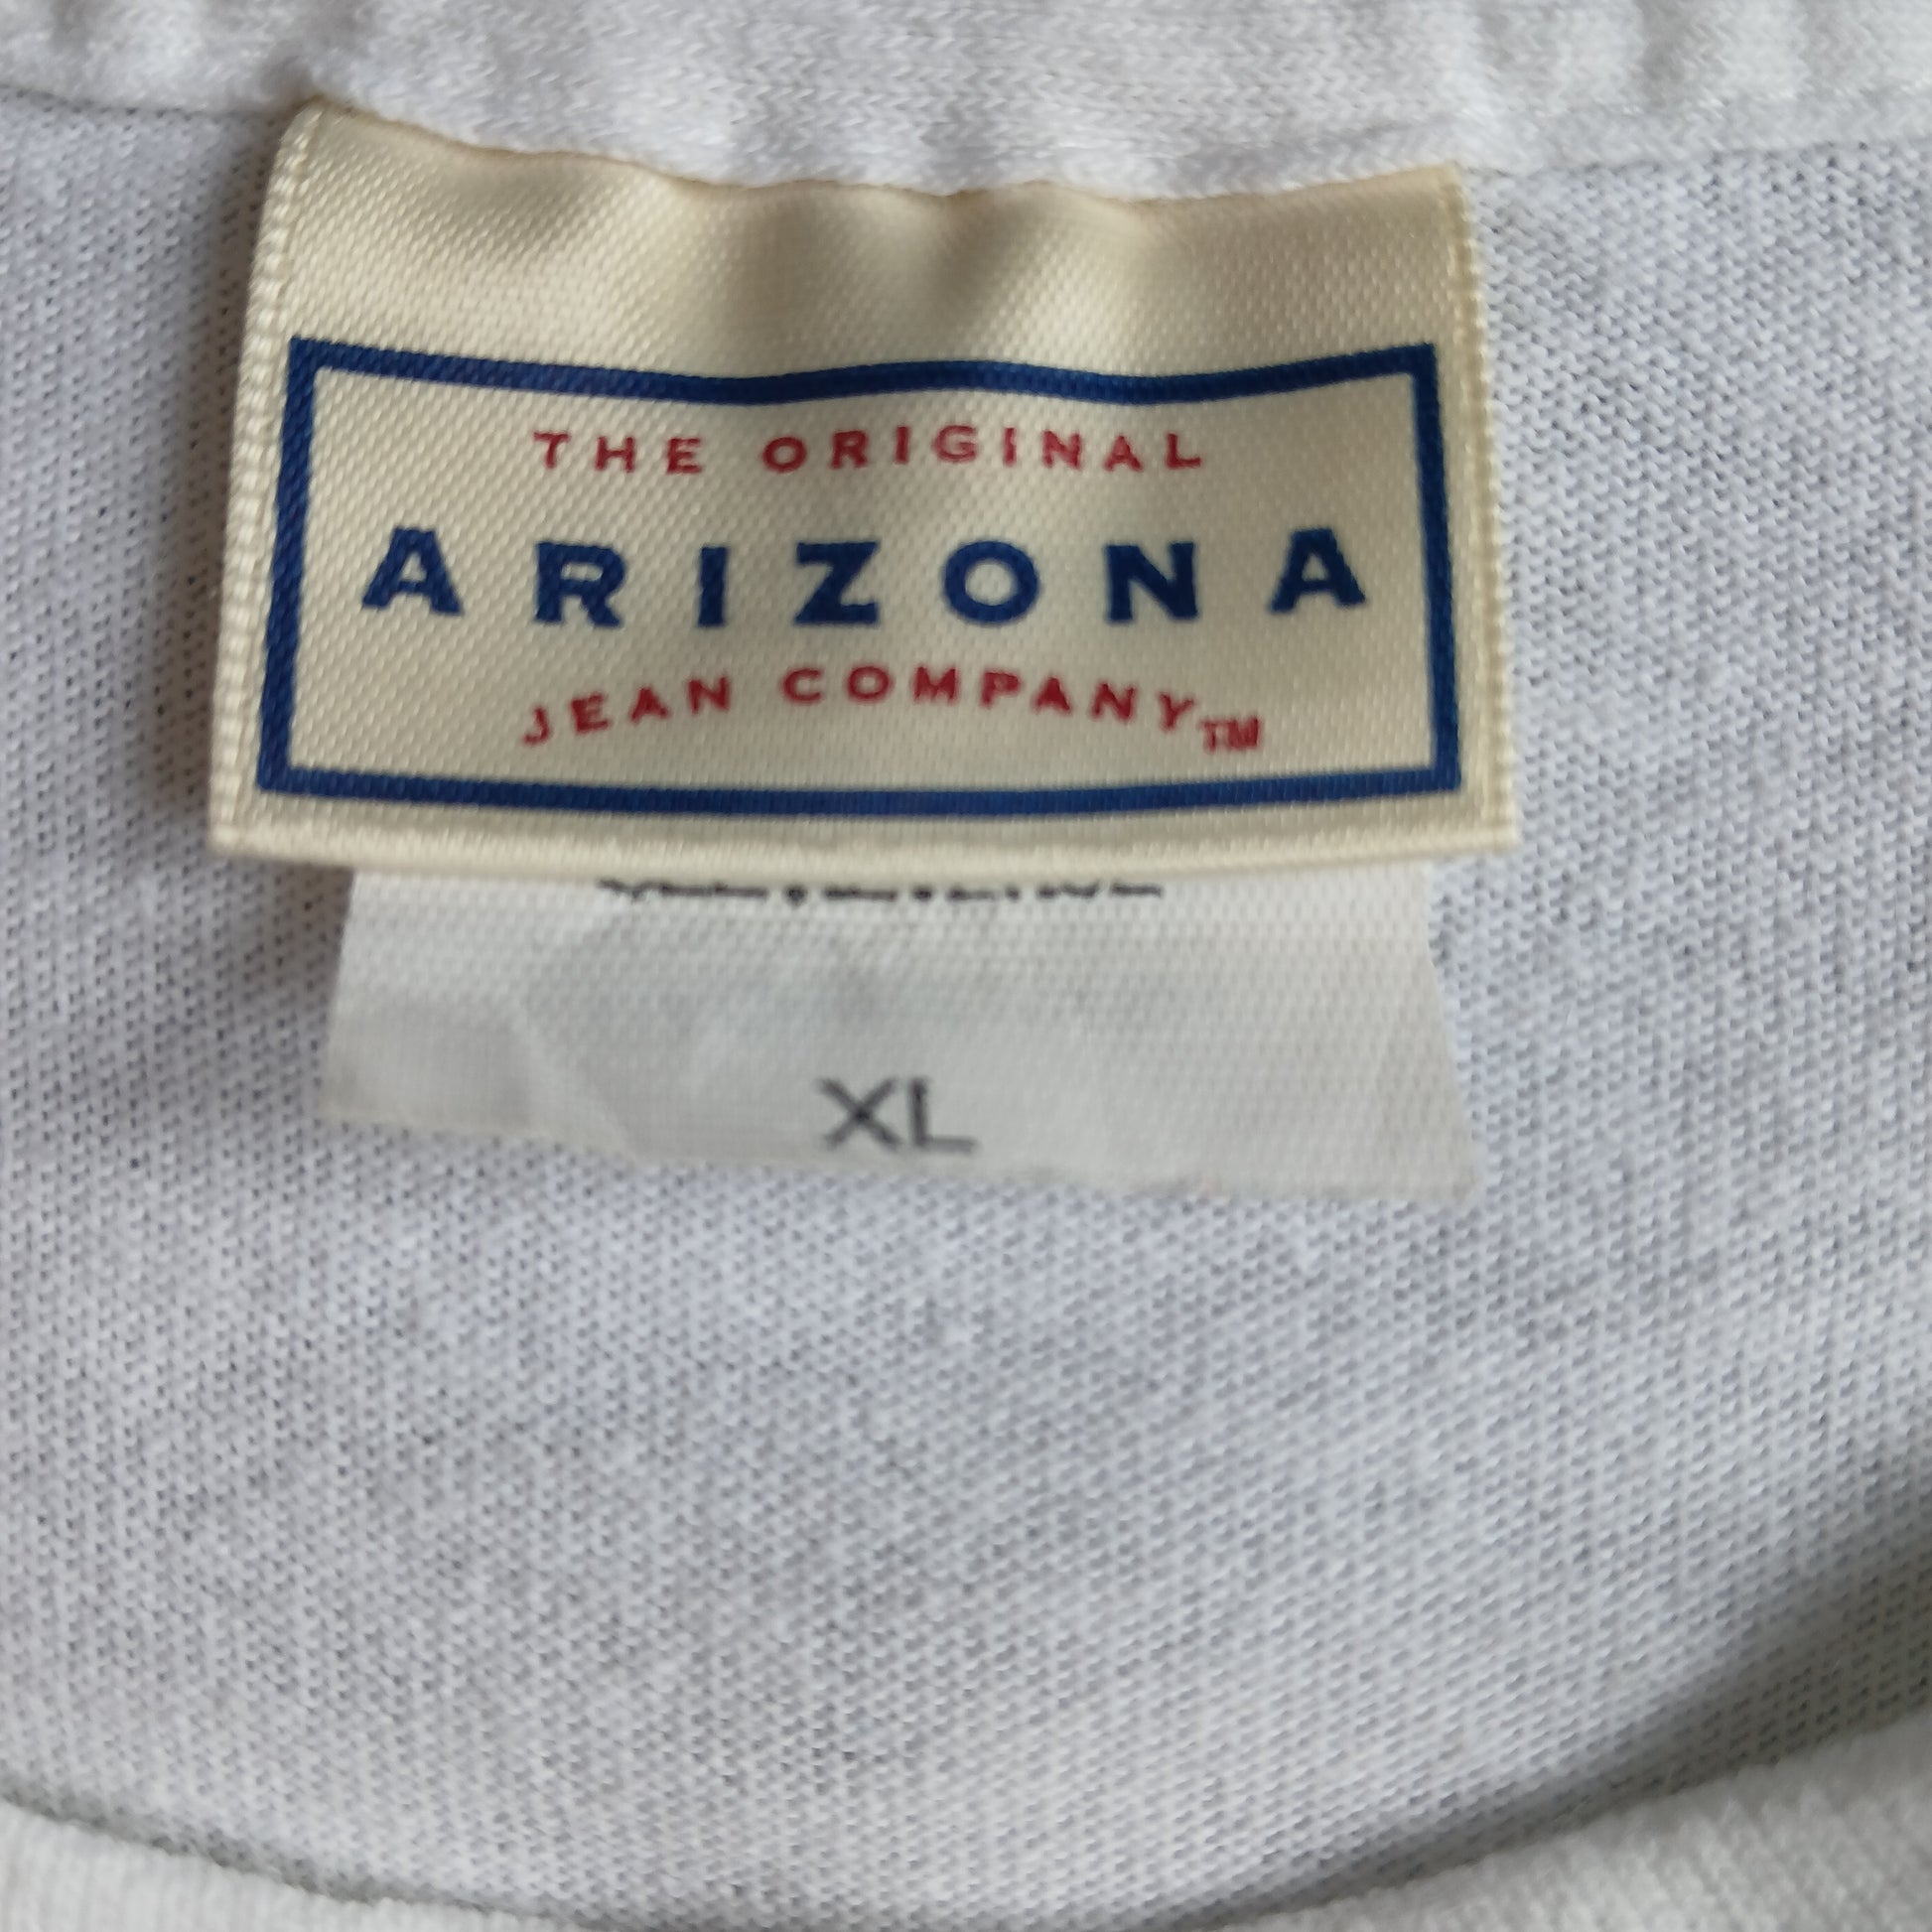 THE ORIGINAL
ARIZONA
JEAN COMPANY™
XL